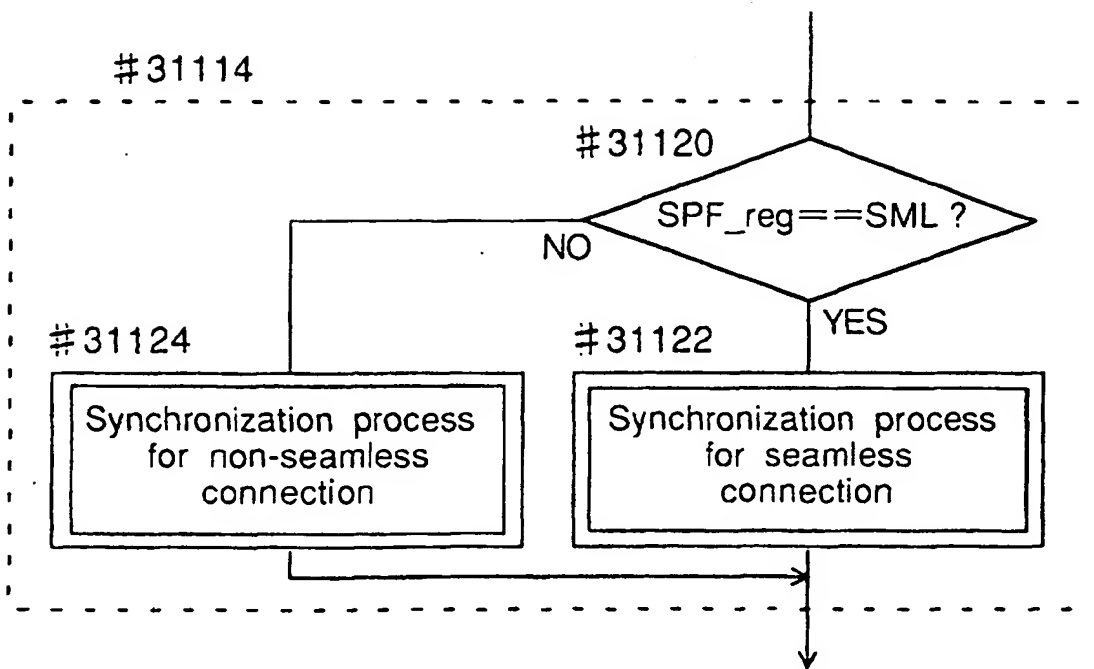 #31114
#31120
SPF_reg==SML ?
NO
YES
#31124
#31122
Synchronization process
for non-seamless
connection
Synchronization process
for seamless
connection